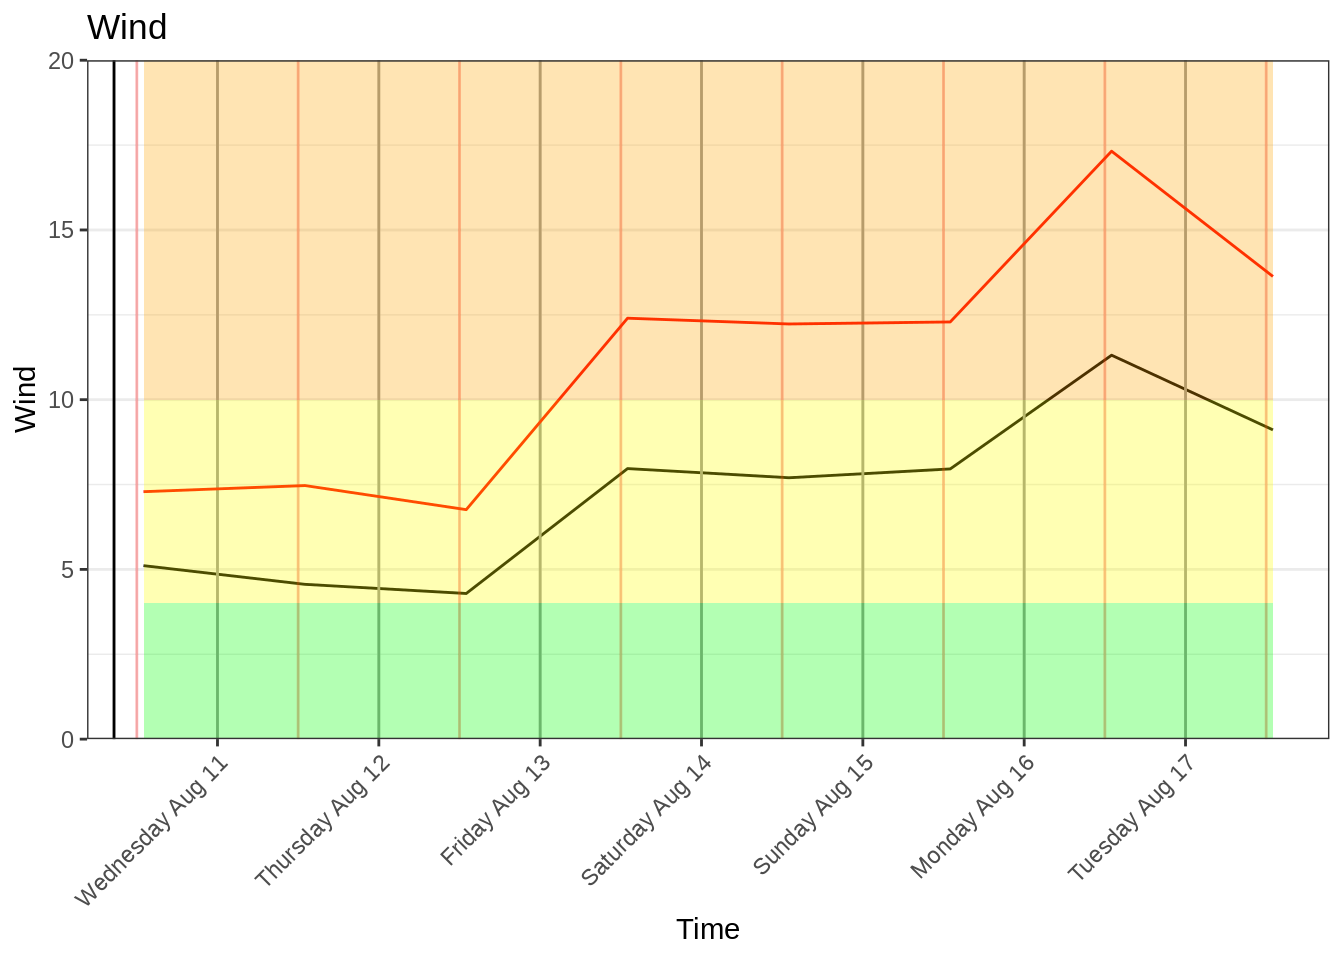 Wind
20
15
10
5
0
Wind
Wednesday Aug 11
Thursday Aug 12
Friday Aug 13
Saturday Aug 14
Sunday Aug 15
Monday Aug 16
Tuesday Aug 17
Time